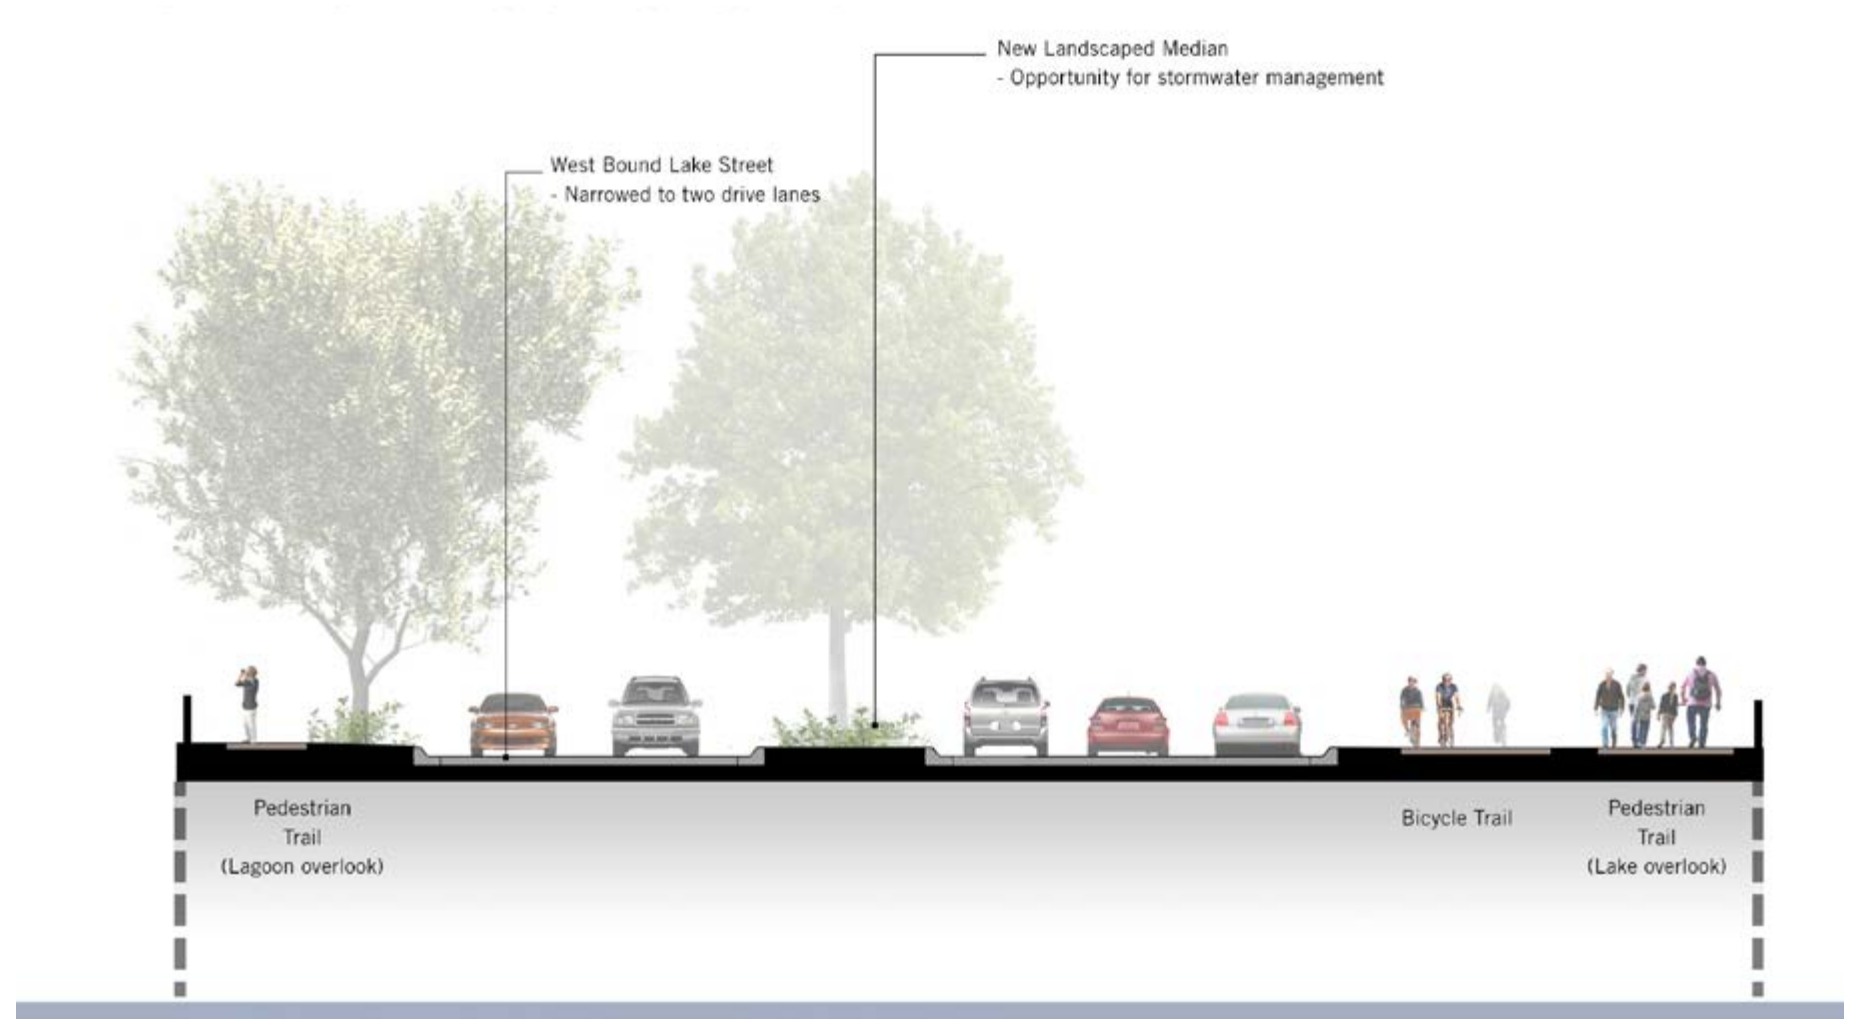 New Landscaped Median
- Opportunity for stormwater management
West Bound Lake Street
- Narrowed to two drive lanes
Pedestrian
Trail
(Lagoon overlook)
Bicycle Trail
Pedestrian
Trail
(Lake overlook)